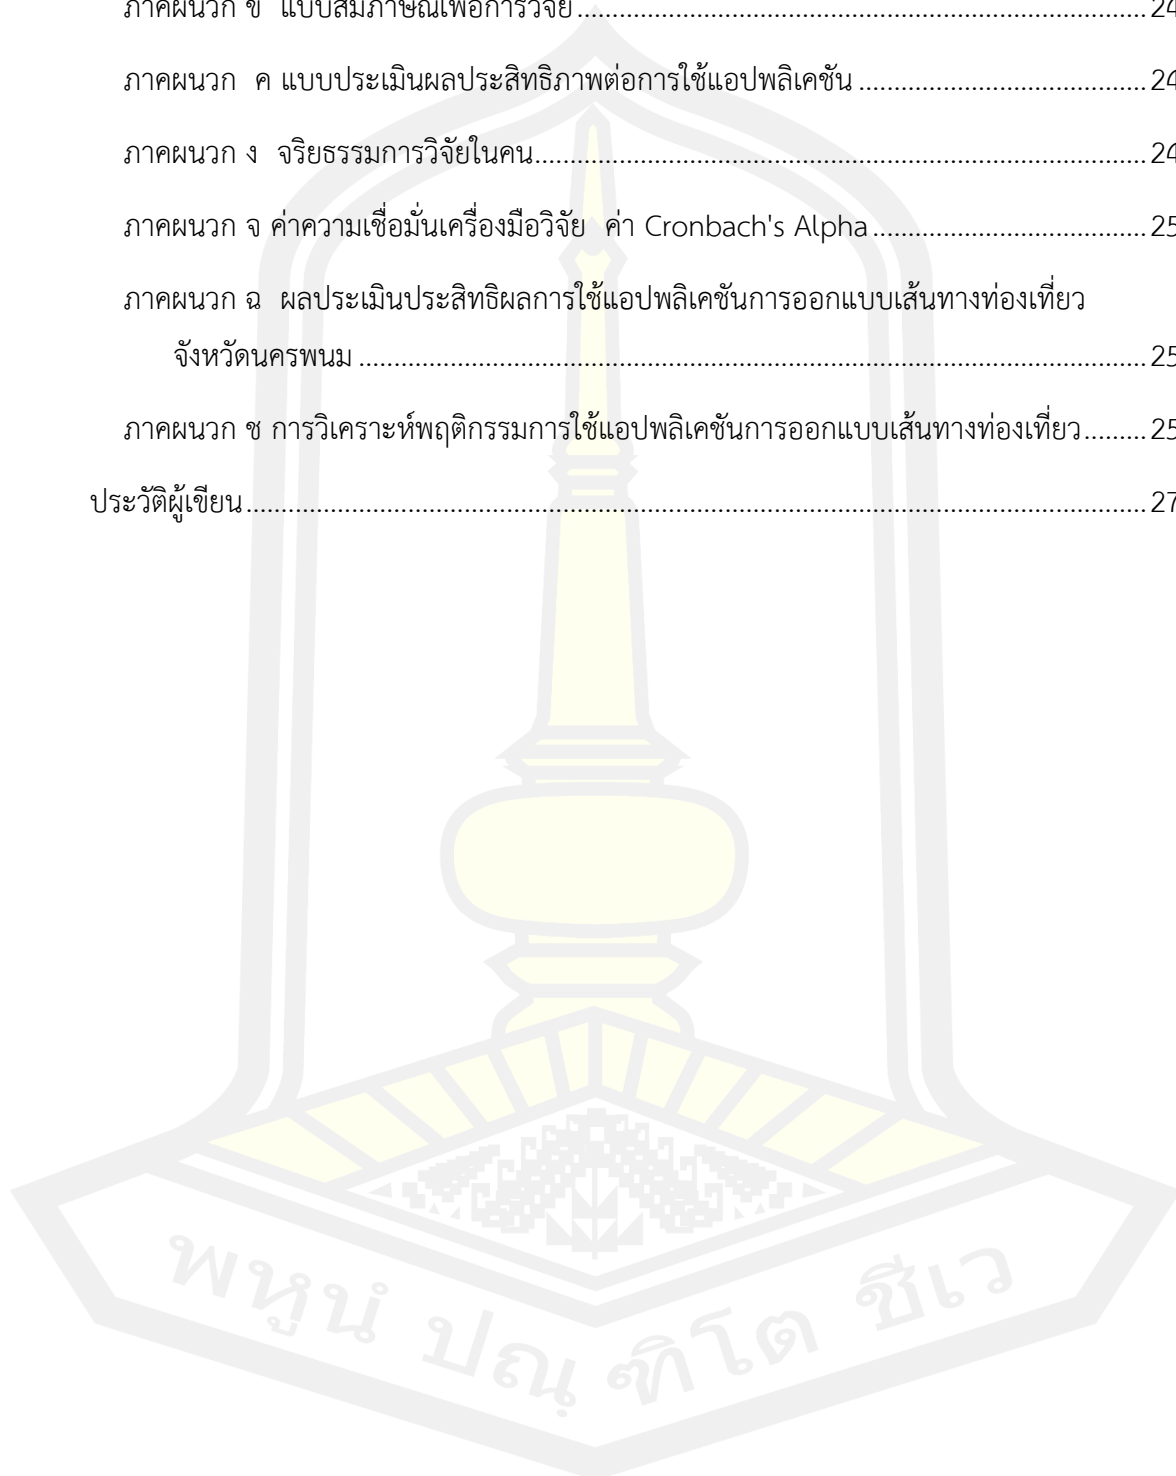 ภาคผนวก ข แบบสัมภาษณ์เพื่อการวิจัย........................................................................24
ภาคผนวก ค แบบประเมินผลประสิทธิภาพต่อการใช้แอปพลิเคชัน ....................................24
ภาคผนวก ง จริยธรรมการวิจัยในคน............................................................................24
ภาคผนวก จ ค่าความเชื่อมั่นเครื่องมือวิจัย ค่า Cronbach's Alpha..................................25
ภาคผนวก ฉ ผลประเมินประสิทธิผลการใช้แอปพลิเคชันการออกแบบเส้นทางท่องเที่ยว
จังหวัดนครพนม ....................................................................................................25
ภาคผนวก ช การวิเคราะห์พฤติกรรมการใช้แอปพลิเคชันการออกแบบเส้นทางท่องเที่ยว.........25
ประวัติผู้เขียน..................................................................................................................27
พหูนํ ปณฺฑิโต ชีเว